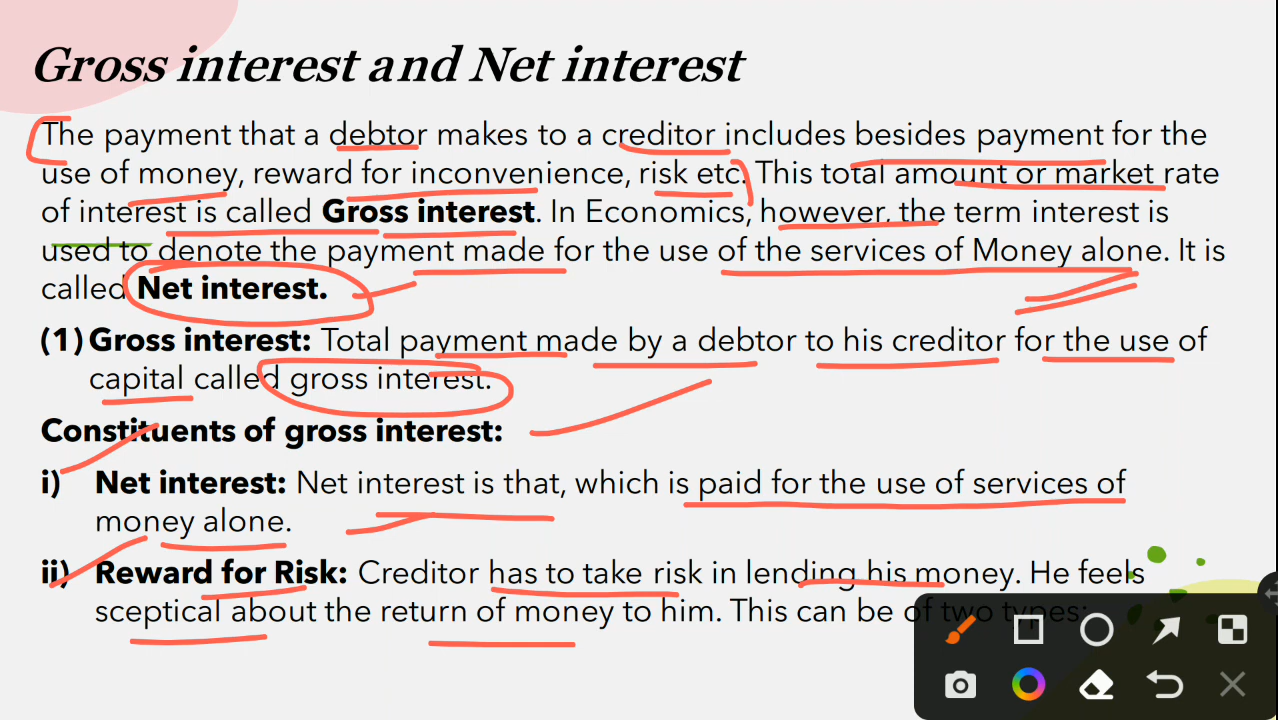 Gross interest and Net interest
The payment that a debtor makes to a creditor includes besides payment for the
use of money, reward for inconvenience, risk etc. This total amount or market rate
of interest is called Gross interest. In Economics, however, the term interest is
used to denote the payment made for the use of the services of Money alone. It is
called Net interest.
(1) Gross interest: Total payment made by a debtor to his creditor for the use of
capital called gross interest.
Constituents of gross interest:
i) Net interest: Net interest is that, which is paid for the use of services of
money alone.
ii) Reward for Risk: Creditor has to take risk in lending his money. He feels
sceptical about the return of money to him. This can be of two types: